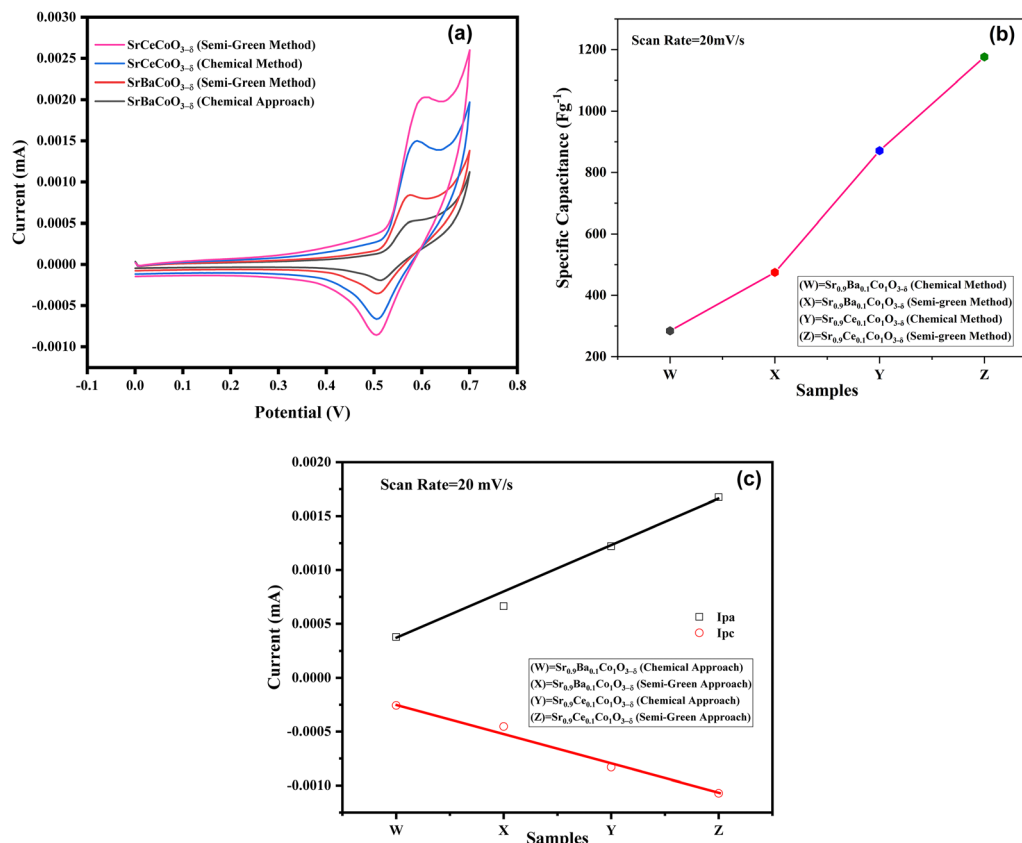 (a)
SrCeCoO₃₋δ (Semi-Green Method)
SrCeCoO₃₋δ (Chemical Method)
SrBaCoO₃₋δ (Semi-Green Method)
SrBaCoO₃₋δ (Chemical Approach)
0.0030
0.0025
0.0020
0.0015
0.0010
0.0005
0.0000
-0.0005
-0.0010
Current (mA)
-0.1 0.0 0.1 0.2 0.3 0.4 0.5 0.6 0.7 0.8
Potential (V)
(b)
Scan Rate=20mV/s
1200
1000
800
600
400
200
Specific Capacitance (Fg⁻¹)
(W)=Sr₀.₉Ba₀.₁Co₁O₃₋δ (Chemical Method)
(X)=Sr₀.₉Ba₀.₁Co₁O₃₋δ (Semi-green Method)
(Y)=Sr₀.₉Ce₀.₁Co₁O₃₋δ (Chemical Method)
(Z)=Sr₀.₉Ce₀.₁Co₁O₃₋δ (Semi-green Method)
W X Y Z
Samples
(c)
Scan Rate=20 mV/s
0.0020
0.0015
0.0010
0.0005
0.0000
-0.0005
-0.0010
Current (mA)
Ipa
Ipc
(W)=Sr₀.₉Ba₀.₁Co₁O₃₋δ (Chemical Approach)
(X)=Sr₀.₉Ba₀.₁Co₁O₃₋δ (Semi-Green Approach)
(Y)=Sr₀.₉Ce₀.₁Co₁O₃₋δ (Chemical Approach)
(Z)=Sr₀.₉Ce₀.₁Co₁O₃₋δ (Semi-Green Approach)
W X Y Z
Samples